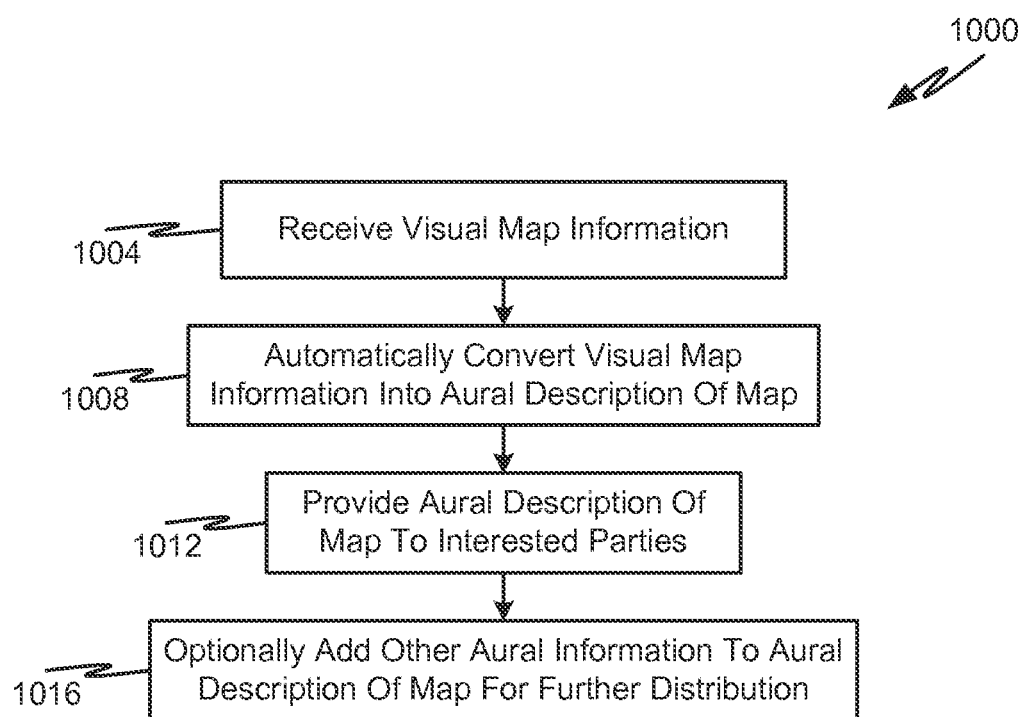 1000
Receive Visual Map Information
1004
Automatically Convert Visual Map
Information Into Aural Description Of Map
1008
Provide Aural Description Of
Map To Interested Parties
1012
Optionally Add Other Aural Information To Aural
Description Of Map For Further Distribution
1016